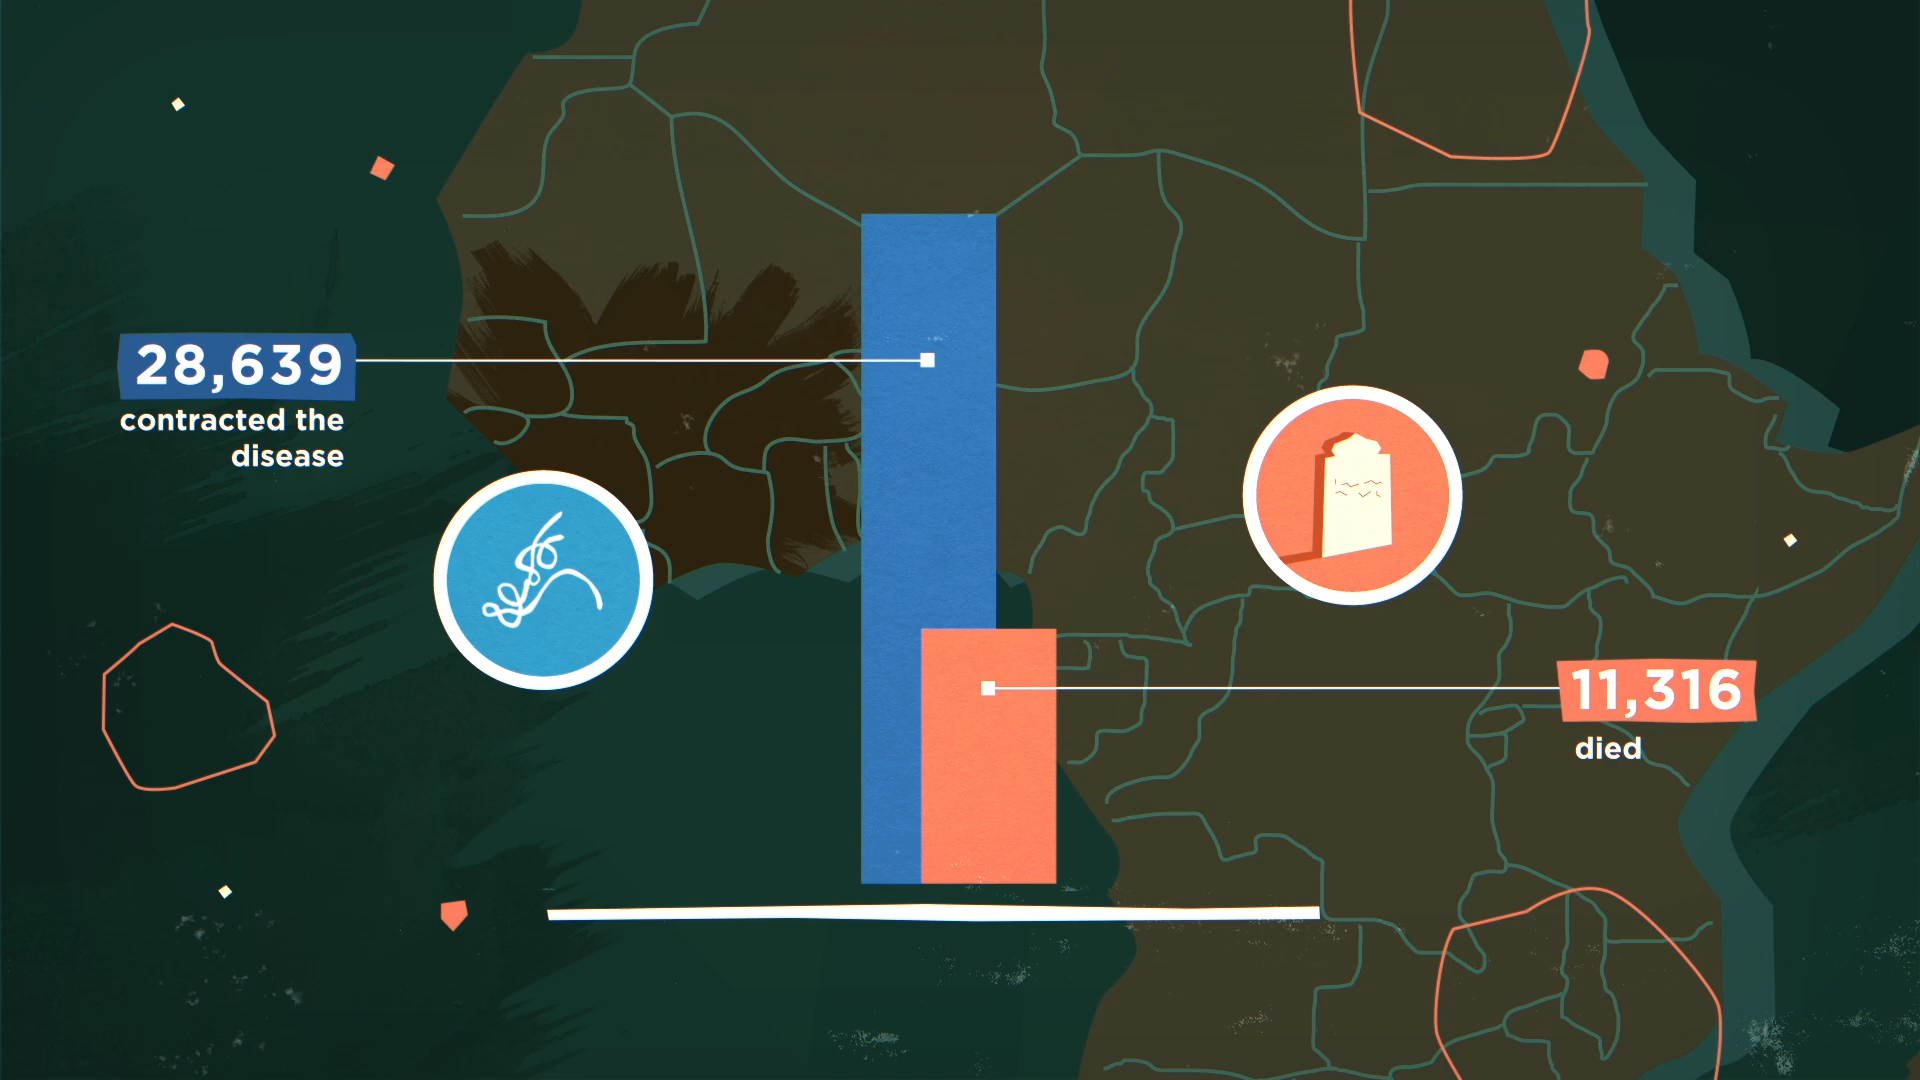 28,639
contracted the
disease
11,316
died